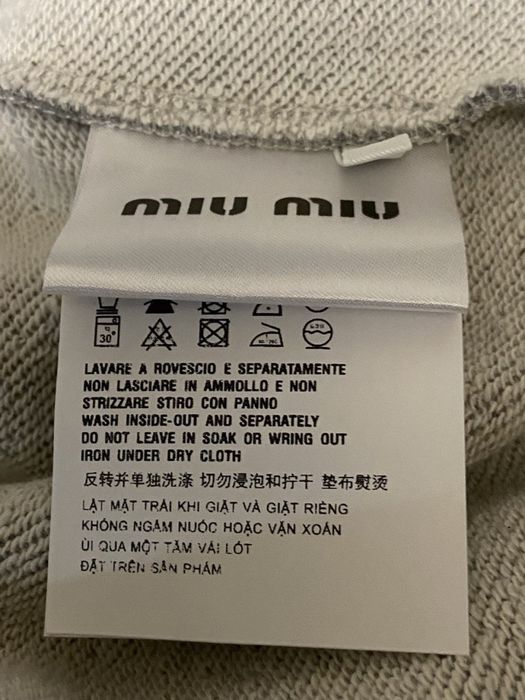 miu miu
30°
LAVARE A ROVESCIO E SEPARATAMENTE
NON LASCIARE IN AMMOLLO E NON
STRIZZARE STIRO CON PANNO
WASH INSIDE-OUT AND SEPARATELY
DO NOT LEAVE IN SOAK OR WRING OUT
IRON UNDER DRY CLOTH
反转并单独洗涤 切勿浸泡和拧干 垫布熨烫
LẬT MẶT TRÁI KHI GIẶT VÀ GIẶT RIÊNG
KHÔNG NGÂM NƯỚC HOẶC VẶN XOẮN
ỦI QUA MỘT TẤM VẢI LÓT
ĐẶT TRÊN SẢN PHẨM